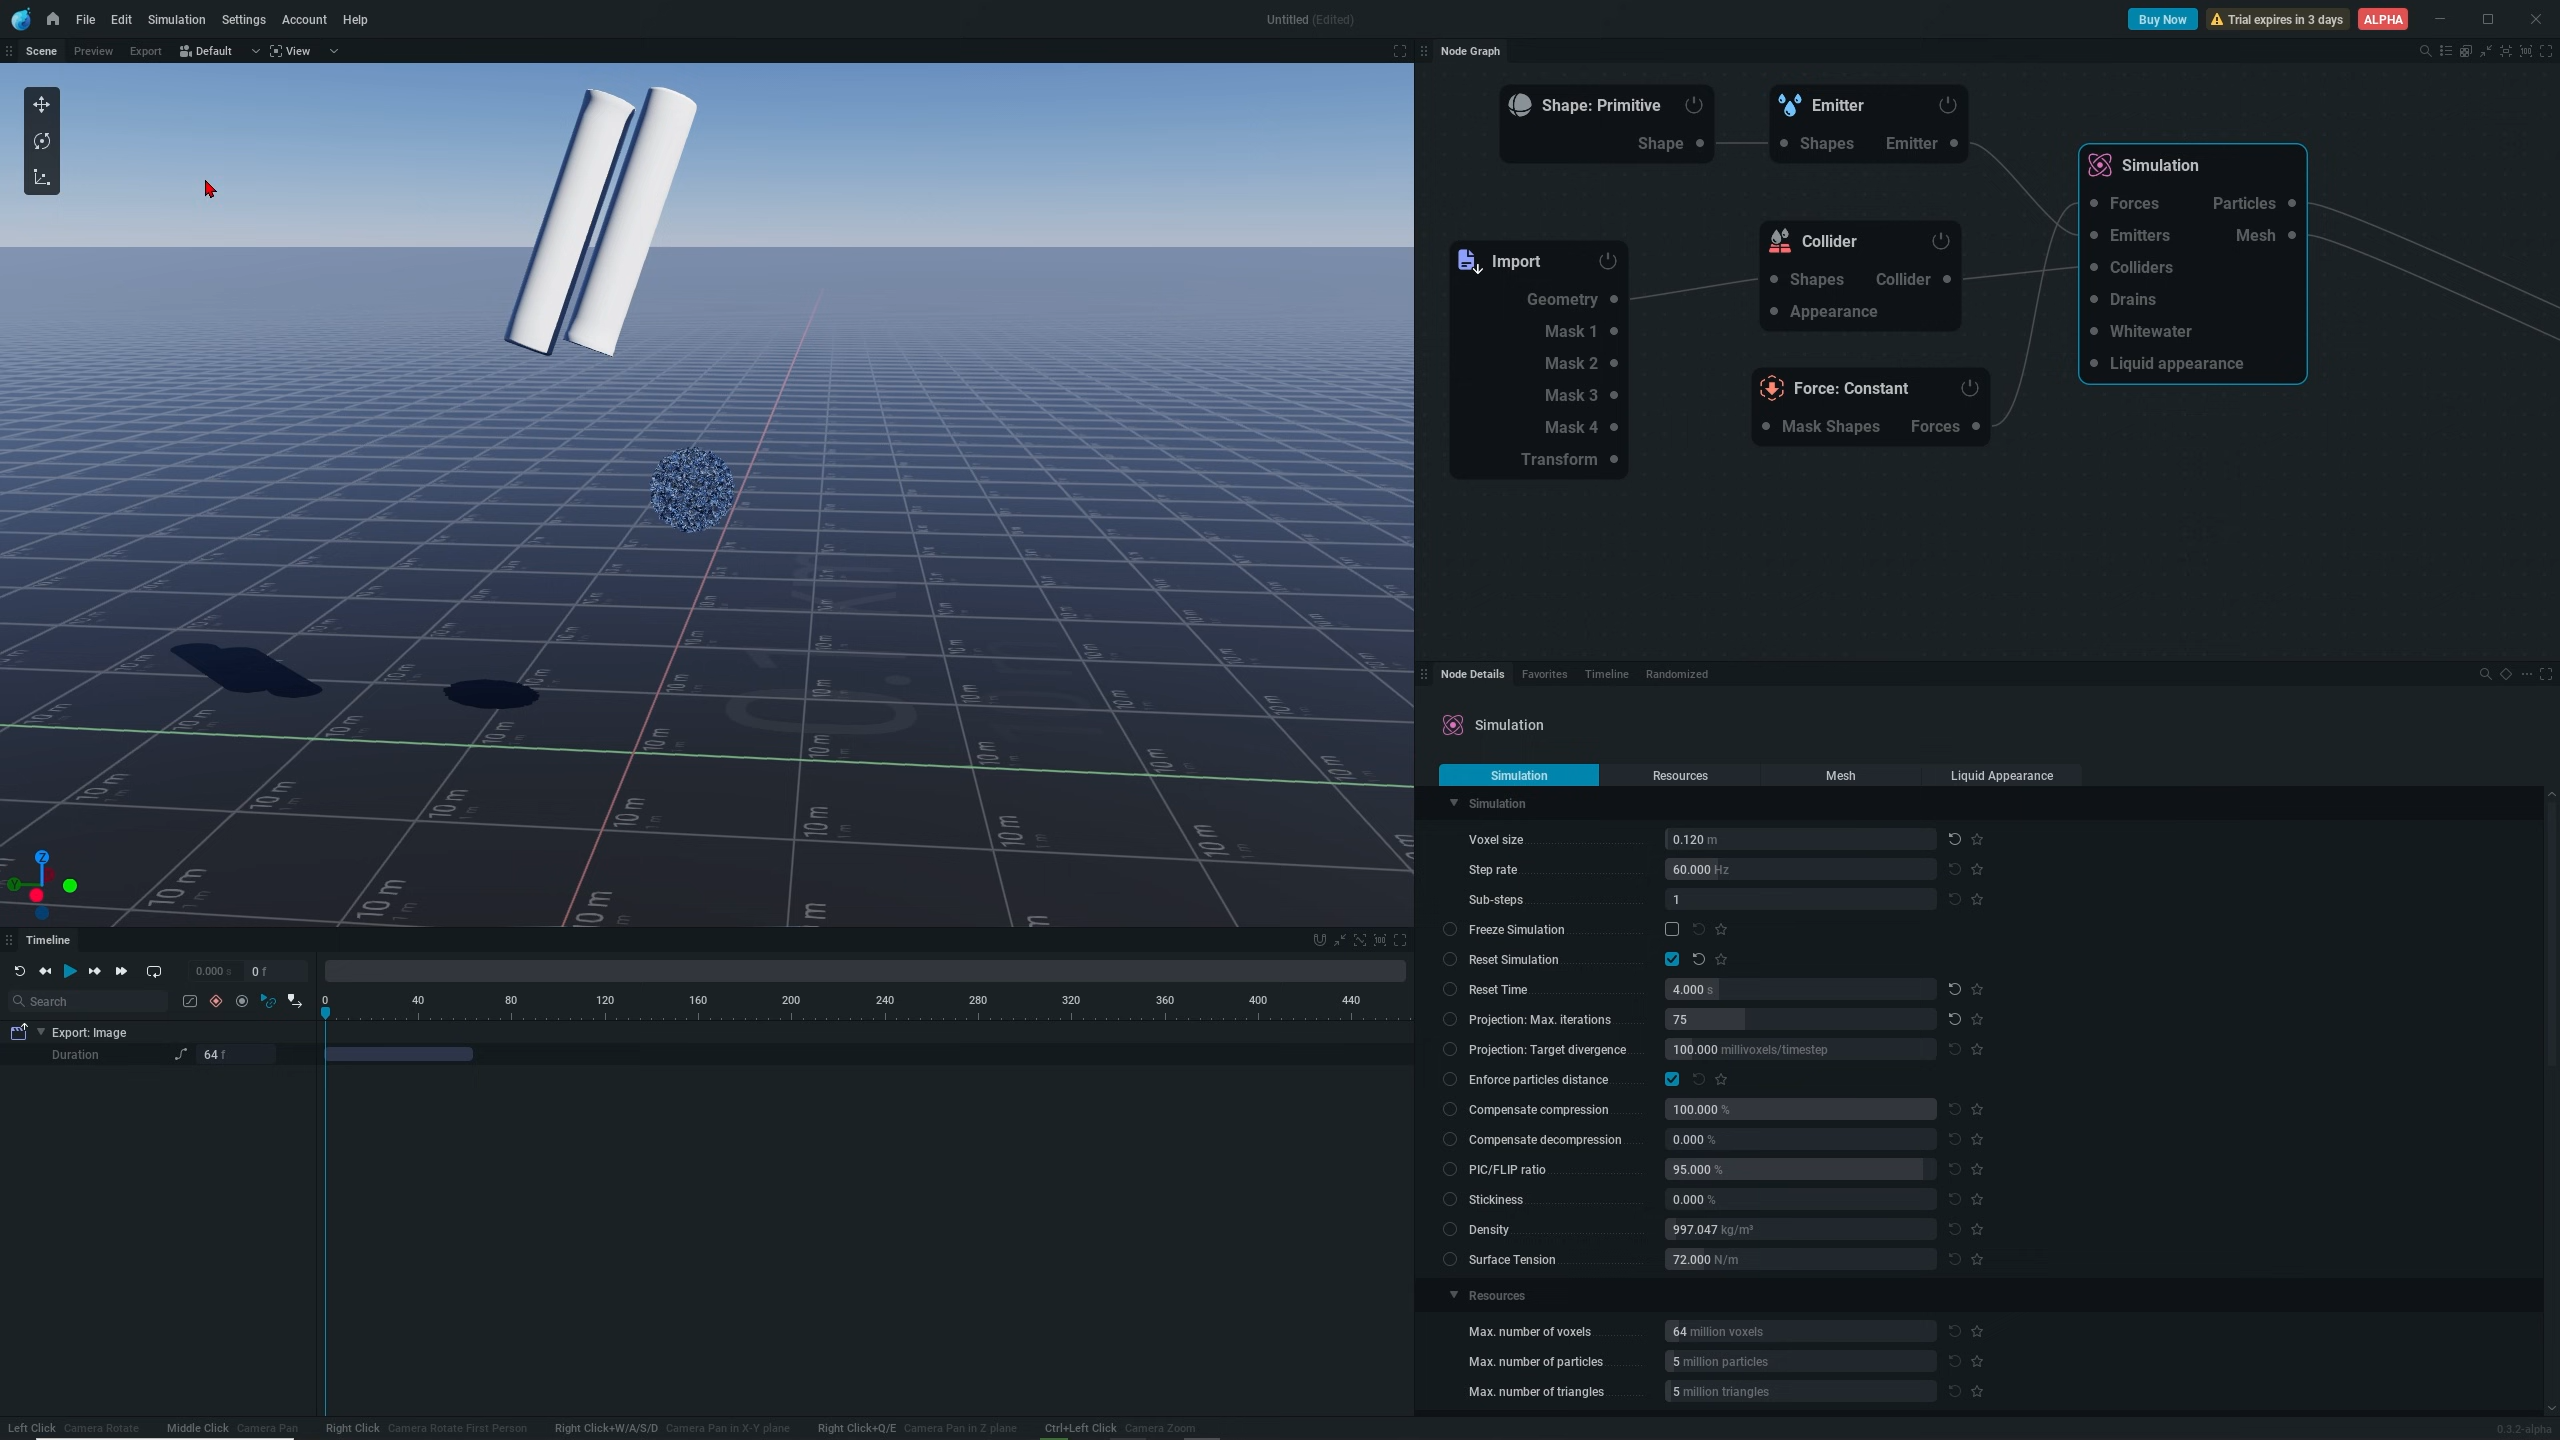 File Edit Simulation Settings Account Help
Untitled (Edited)
Buy Now
Trial expires in 3 days
ALPHA
Scene Preview Export Default View
Node Graph
Shape: Primitive
Shape
Emitter
Shapes Emitter
Simulation
Forces Particles
Emitters Mesh
Colliders
Drains
Whitewater
Liquid appearance
Import
Geometry
Mask 1
Mask 2
Mask 3
Mask 4
Transform
Collider
Shapes Collider
Appearance
Force: Constant
Mask Shapes Forces
Z
Y
10 m
Timeline
0.000 s 0 f
Search
0 40 80 120 160 200 240 280 320 360 400 440
Export: Image
Duration 64 f
Node Details Favorites Timeline Randomized
Simulation
Simulation Resources Mesh Liquid Appearance
Simulation
Voxel size 0.120 m
Step rate 60.000 Hz
Sub-steps 1
Freeze Simulation
Reset Simulation
Reset Time 4.000 s
Projection: Max. iterations 75
Projection: Target divergence 100.000 millivoxels/timestep
Enforce particles distance
Compensate compression 100.000 %
Compensate decompression 0.000 %
PIC/FLIP ratio 95.000 %
Stickiness 0.000 %
Density 997.047 kg/m³
Surface Tension 72.000 N/m
Resources
Max. number of voxels 64 million voxels
Max. number of particles 5 million particles
Max. number of triangles 5 million triangles
Left Click Camera Rotate Middle Click Camera Pan Right Click Camera Rotate First Person Right Click+W/A/S/D Camera Pan in X-Y plane Right Click+Q/E Camera Pan in Z plane Ctrl+Left Click Camera Zoom
0.3.2-alpha